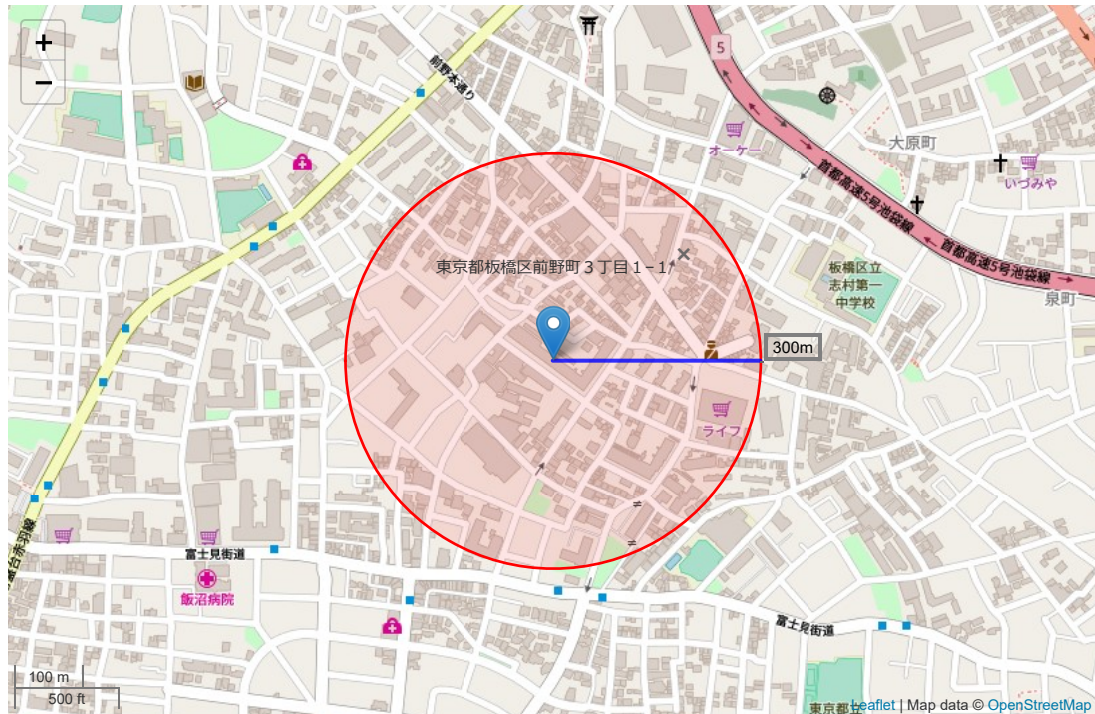 +
−
前野本通り
5
大原町
オーケー
いづみや
首都高速5号池袋線
首都高速5号池袋線
東京都板橋区前野町３丁目１−１
板橋区立
志村第一
中学校
泉町
300m
ライフ
富士見街道
飯沼病院
富士見街道
100 m
500 ft
東京都立
Leaflet | Map data © OpenStreetMap